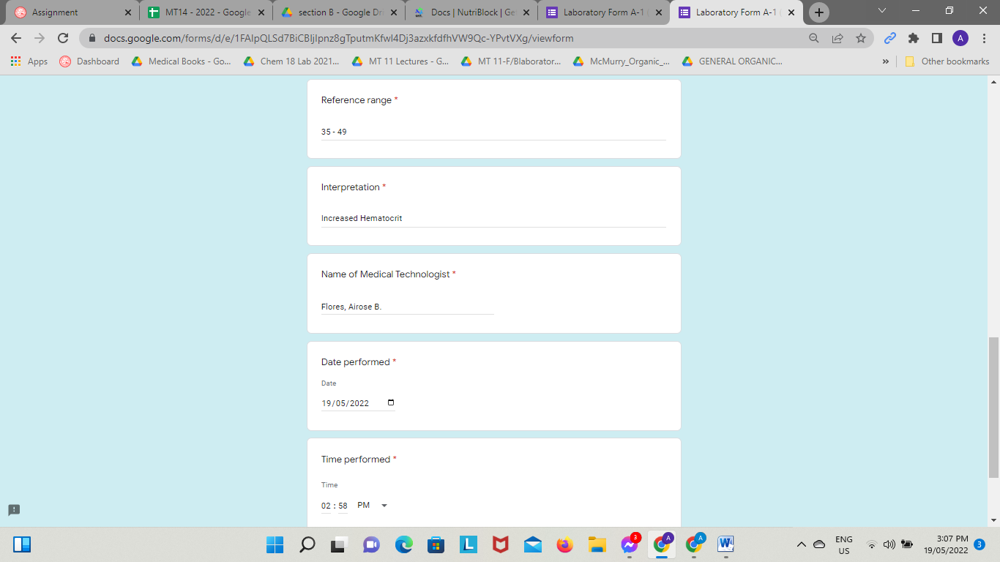 Assignment
MT14 - 2022 - Google
section B - Google Dri
Docs | NutriBlock | Ge
Laboratory Form A-1 (
Laboratory Form A-1 (
docs.google.com/forms/d/e/1FAIpQLSd7BiCBIjlpnz8gTputmKfwI4Dj3azxkfdfhVW9Qc-YPvtVXg/viewform
A
Apps
Dashboard
Medical Books - Go...
Chem 18 Lab 2021...
MT 11 Lectures - G...
MT 11-F/Blaborator...
McMurry_Organic_...
GENERAL ORGANIC...
»
Other bookmarks
Reference range *
35 - 49
Interpretation *
Increased Hematocrit
Name of Medical Technologist *
Flores, Airose B.
Date performed *
Date
19/05/2022
Time performed *
Time
02 : 58 PM
L
3
A
A
W
ENG
US
3:07 PM
19/05/2022
3